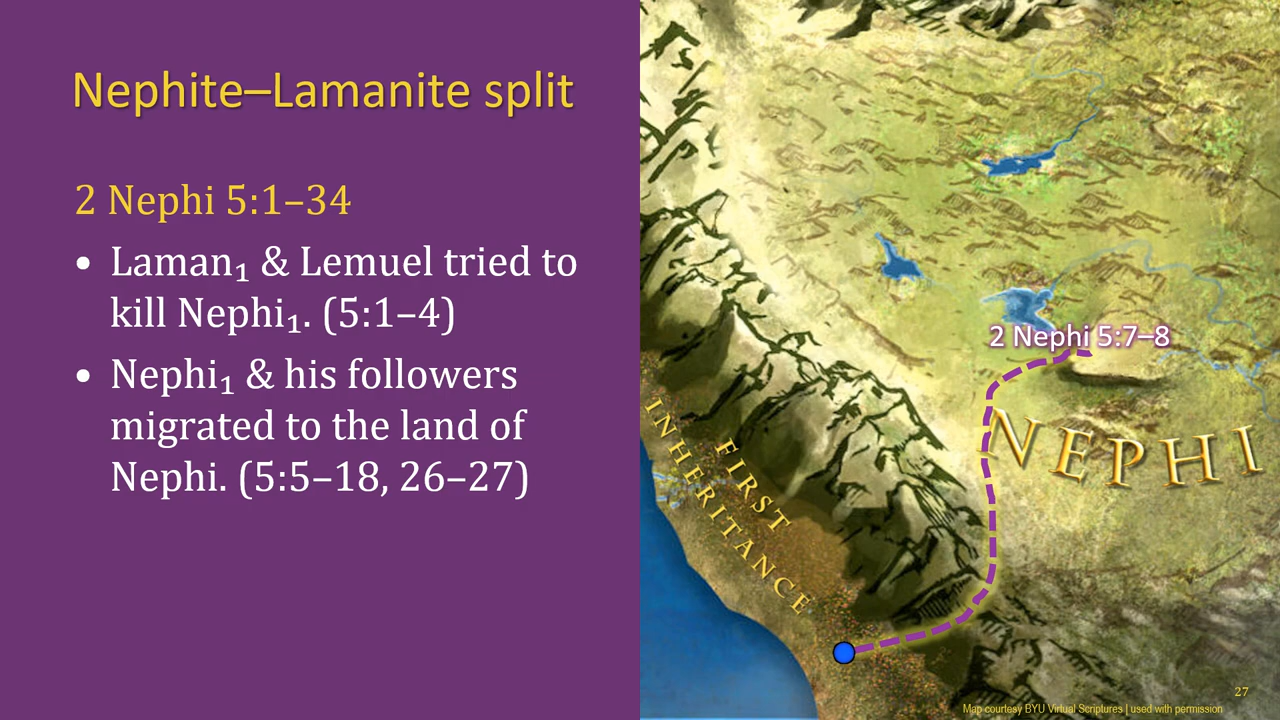 Nephite–Lamanite split
2 Nephi 5:1–34
• Laman₁ & Lemuel tried to
kill Nephi₁. (5:1–4)
• Nephi₁ & his followers
migrated to the land of
Nephi. (5:5–18, 26–27)
2 Nephi 5:7–8
NEPHI
FIRST
INHERITANCE
27
Map courtesy BYU Virtual Scriptures | used with permission